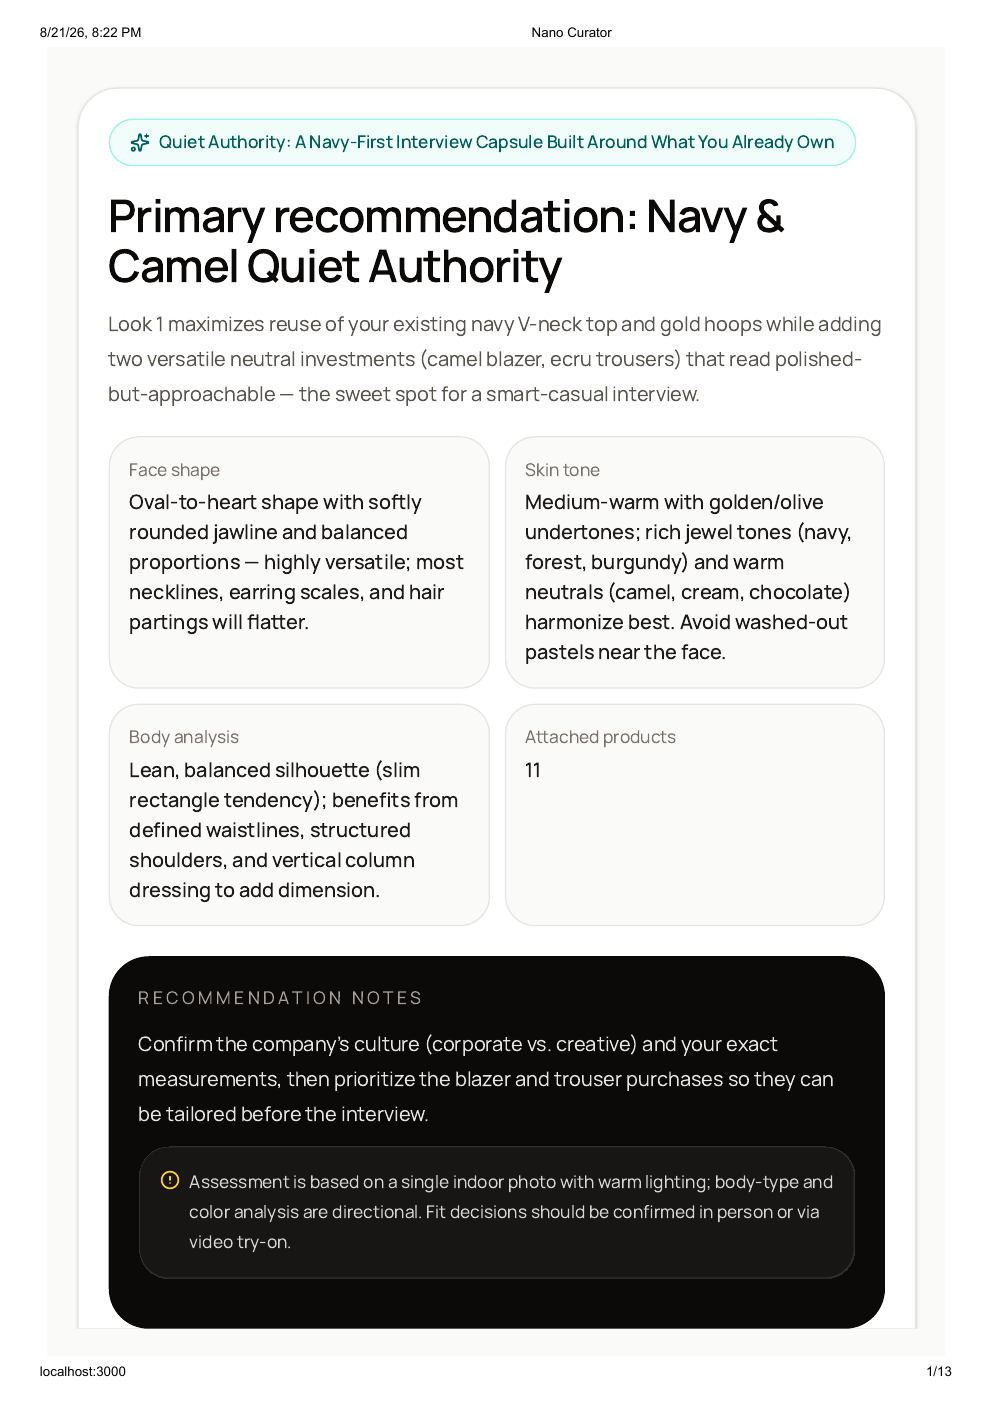 8/21/26, 8:22 PM
Nano Curator
Quiet Authority: A Navy-First Interview Capsule Built Around What You Already Own
Primary recommendation: Navy &
Camel Quiet Authority
Look 1 maximizes reuse of your existing navy V-neck top and gold hoops while adding
two versatile neutral investments (camel blazer, ecru trousers) that read polished-
but-approachable — the sweet spot for a smart-casual interview.
Face shape
Oval-to-heart shape with softly
rounded jawline and balanced
proportions — highly versatile; most
necklines, earring scales, and hair
partings will flatter.
Skin tone
Medium-warm with golden/olive
undertones; rich jewel tones (navy,
forest, burgundy) and warm
neutrals (camel, cream, chocolate)
harmonize best. Avoid washed-out
pastels near the face.
Body analysis
Lean, balanced silhouette (slim
rectangle tendency); benefits from
defined waistlines, structured
shoulders, and vertical column
dressing to add dimension.
Attached products
11
RECOMMENDATION NOTES
Confirm the company's culture (corporate vs. creative) and your exact
measurements, then prioritize the blazer and trouser purchases so they can
be tailored before the interview.
Assessment is based on a single indoor photo with warm lighting; body-type and
color analysis are directional. Fit decisions should be confirmed in person or via
video try-on.
localhost:3000
1/13